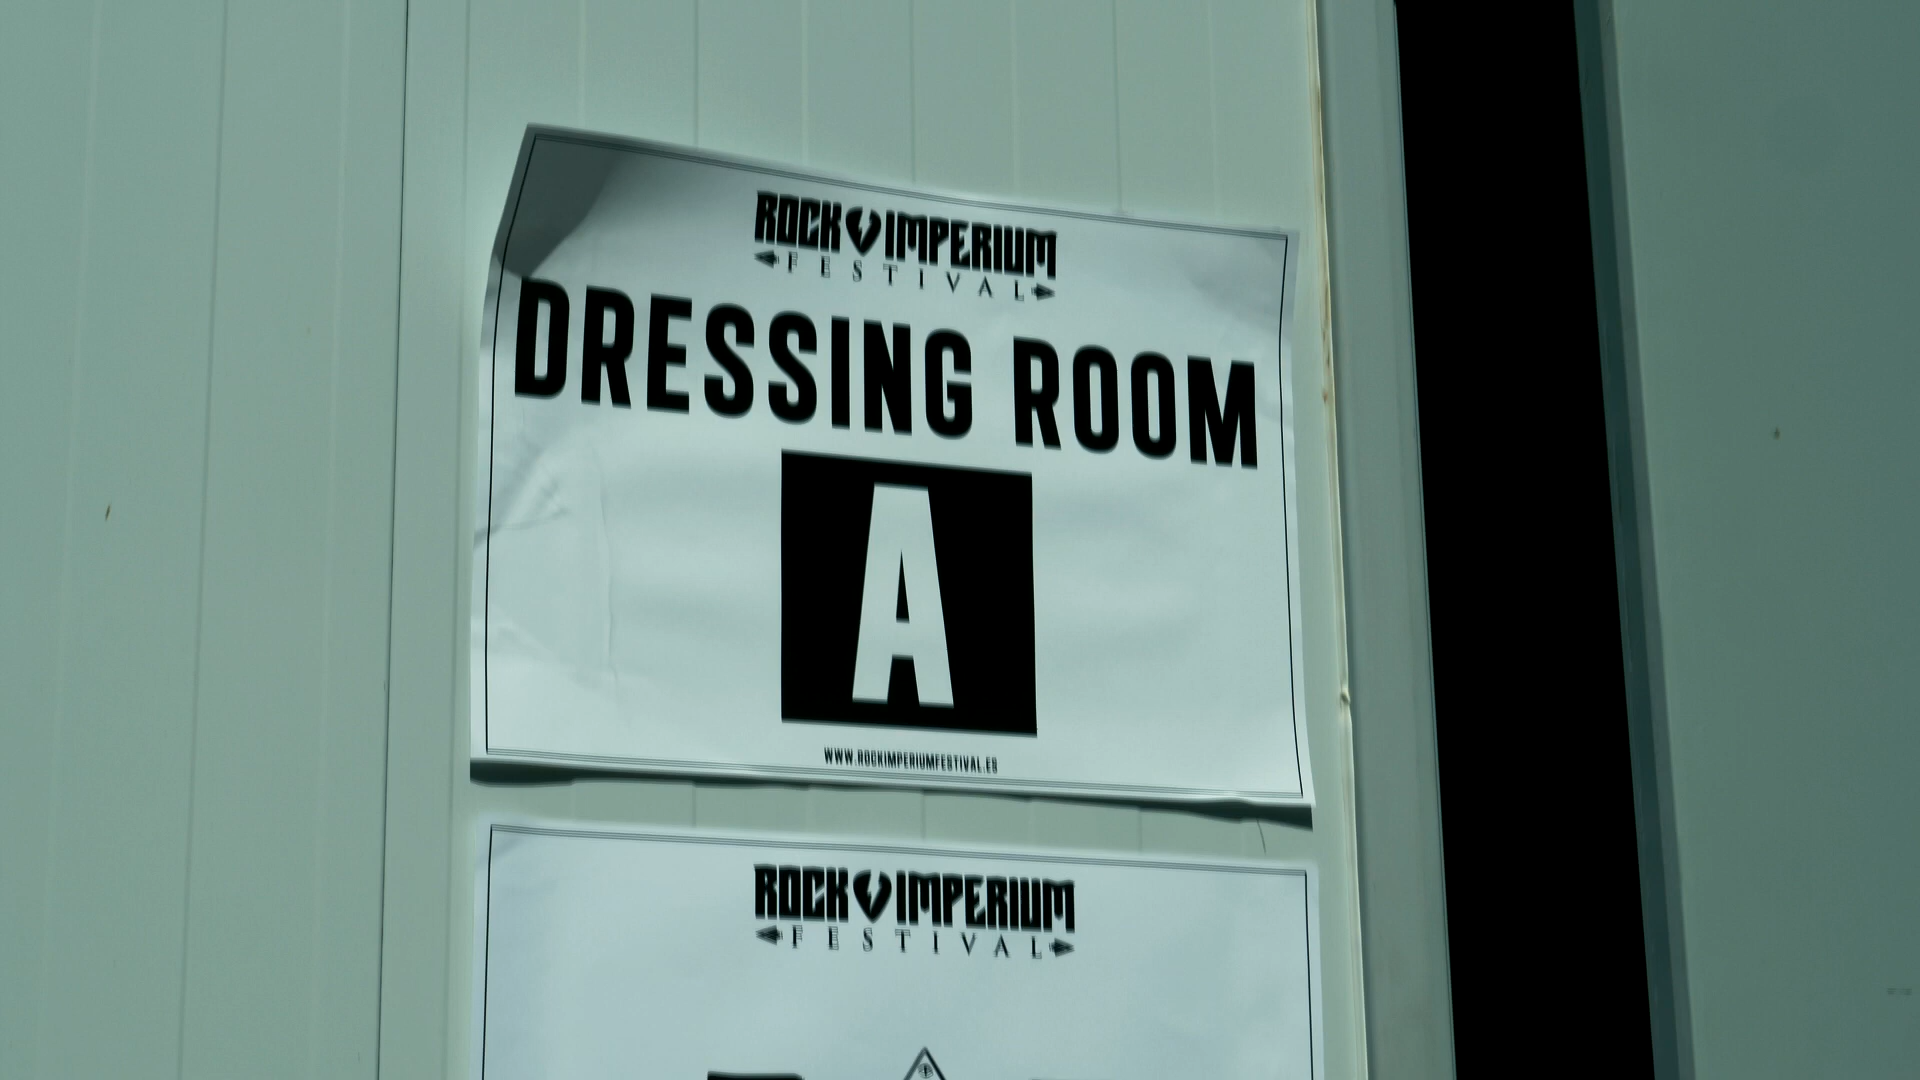 ROCK IMPERIUM
FESTIVAL
DRESSING ROOM
A
WWW.ROCKIMPERIUMFESTIVAL.ES
ROCK IMPERIUM
FESTIVAL